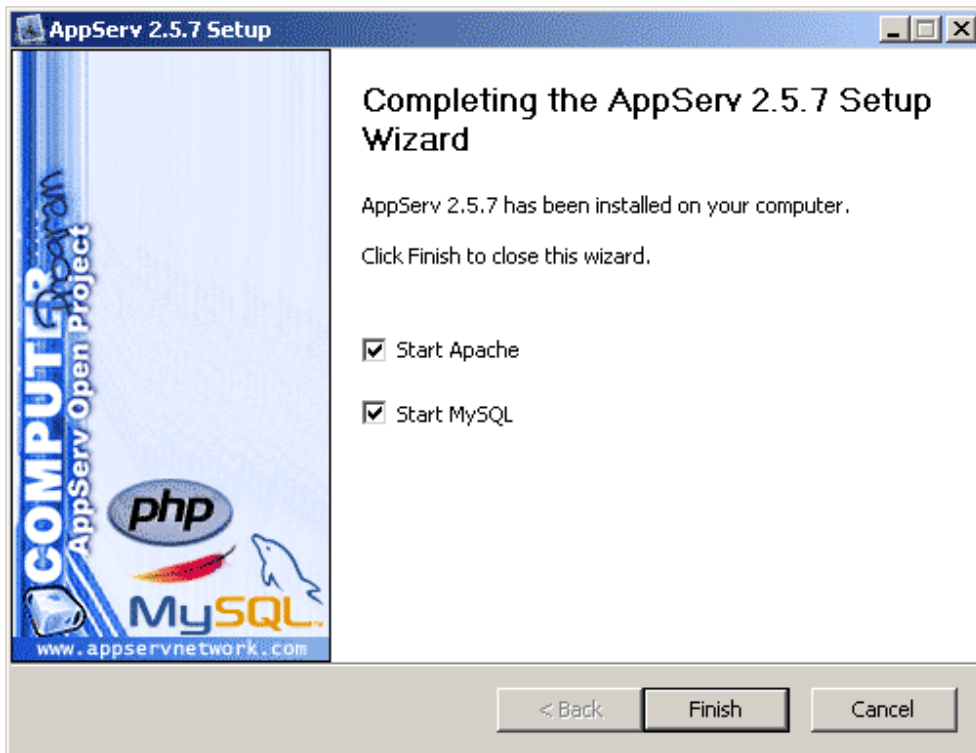 AppServ 2.5.7 Setup
Completing the AppServ 2.5.7 Setup
Wizard
AppServ 2.5.7 has been installed on your computer.
Click Finish to close this wizard.
Start Apache
Start MySQL
COMPUTER
AppServ Open Project
php
MySQL
www.appservnetwork.com
< Back
Finish
Cancel